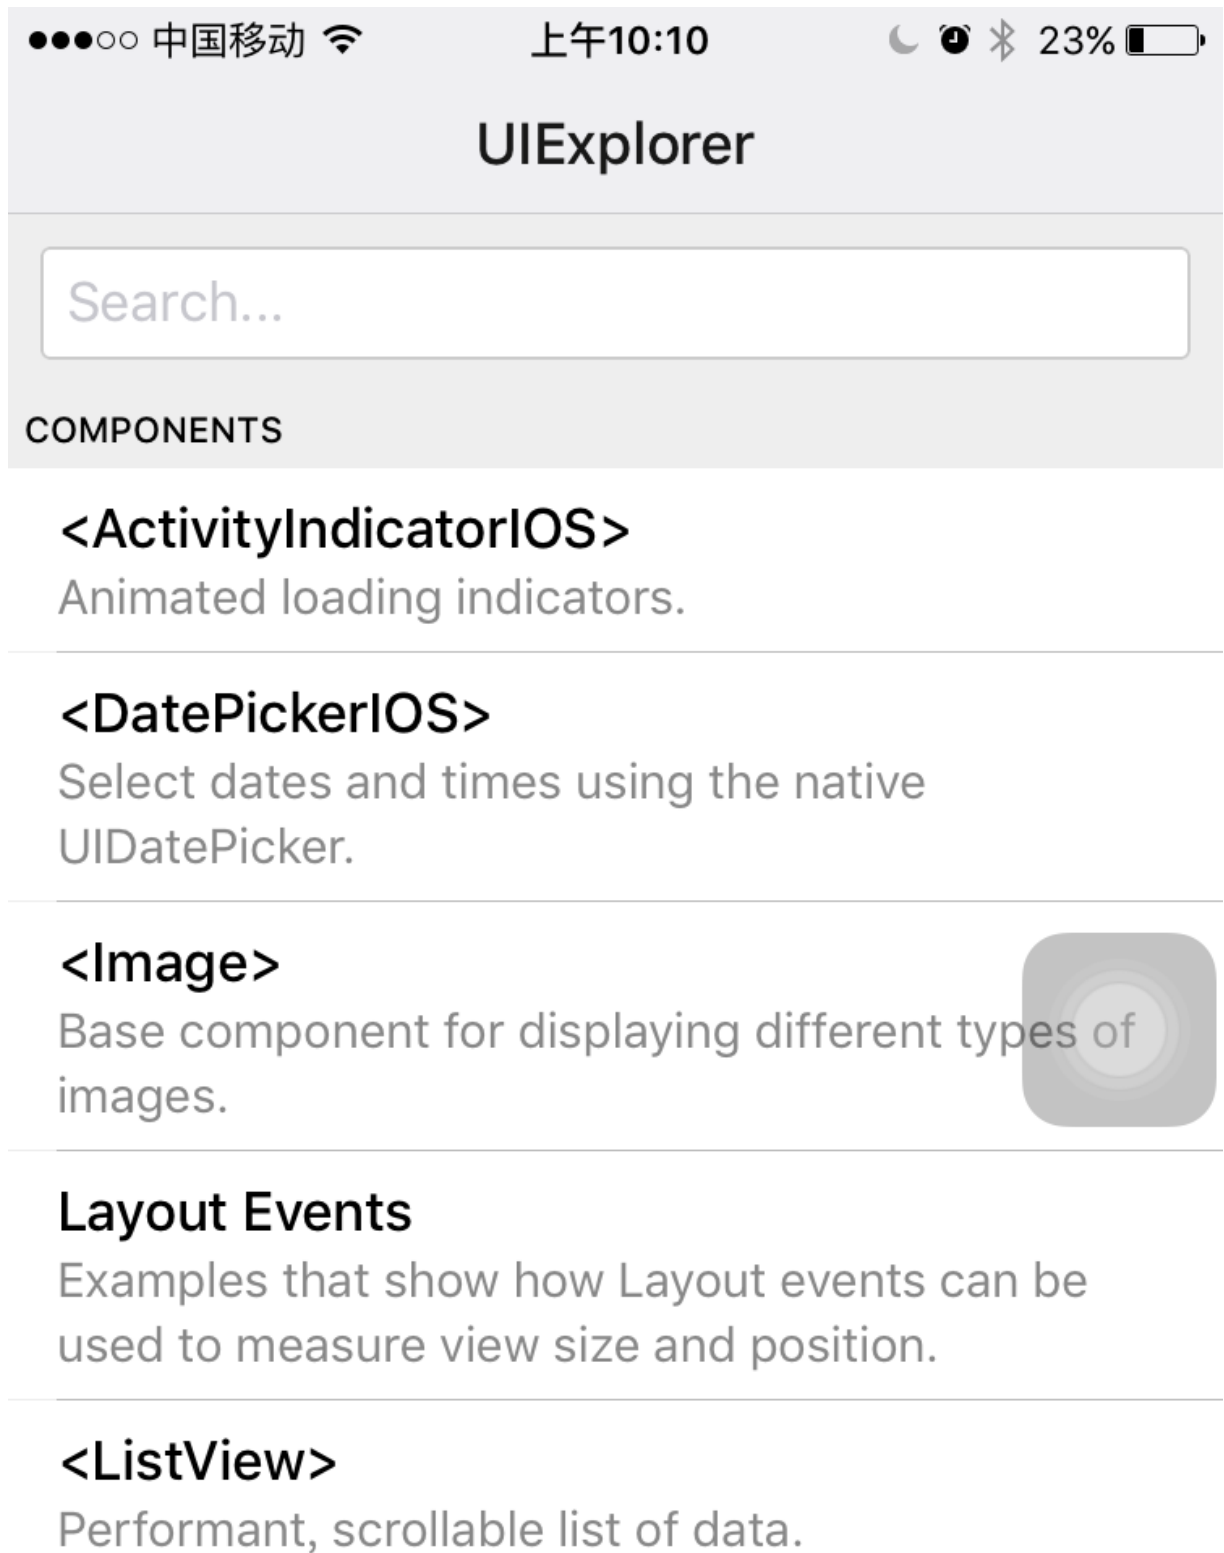 中国移动 上午10:10 23%
UIExplorer
Search...
COMPONENTS
<ActivityIndicatorIOS>
Animated loading indicators.
<DatePickerIOS>
Select dates and times using the native
UIDatePicker.
<Image>
Base component for displaying different types of
images.
Layout Events
Examples that show how Layout events can be
used to measure view size and position.
<ListView>
Performant, scrollable list of data.